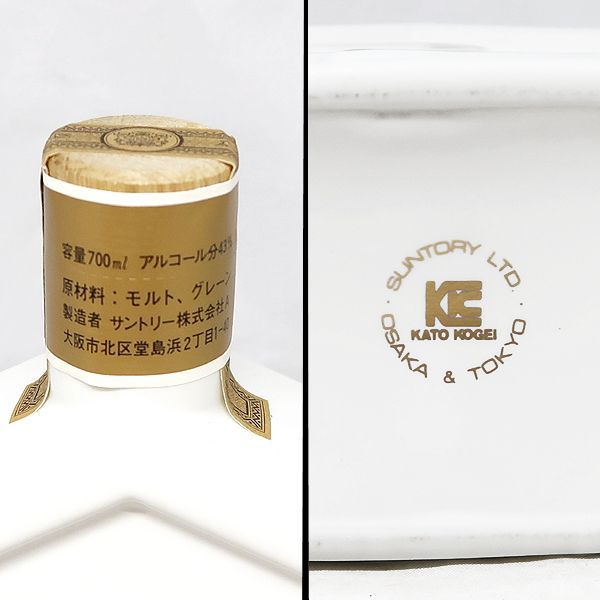 容量700ml アルコール分43%
原材料：モルト、グレーン
製造者 サントリー株式会社A
大阪市北区堂島浜2丁目1-40
SUNTORY LTD.
KATO KOGEI
OSAKA & TOKYO